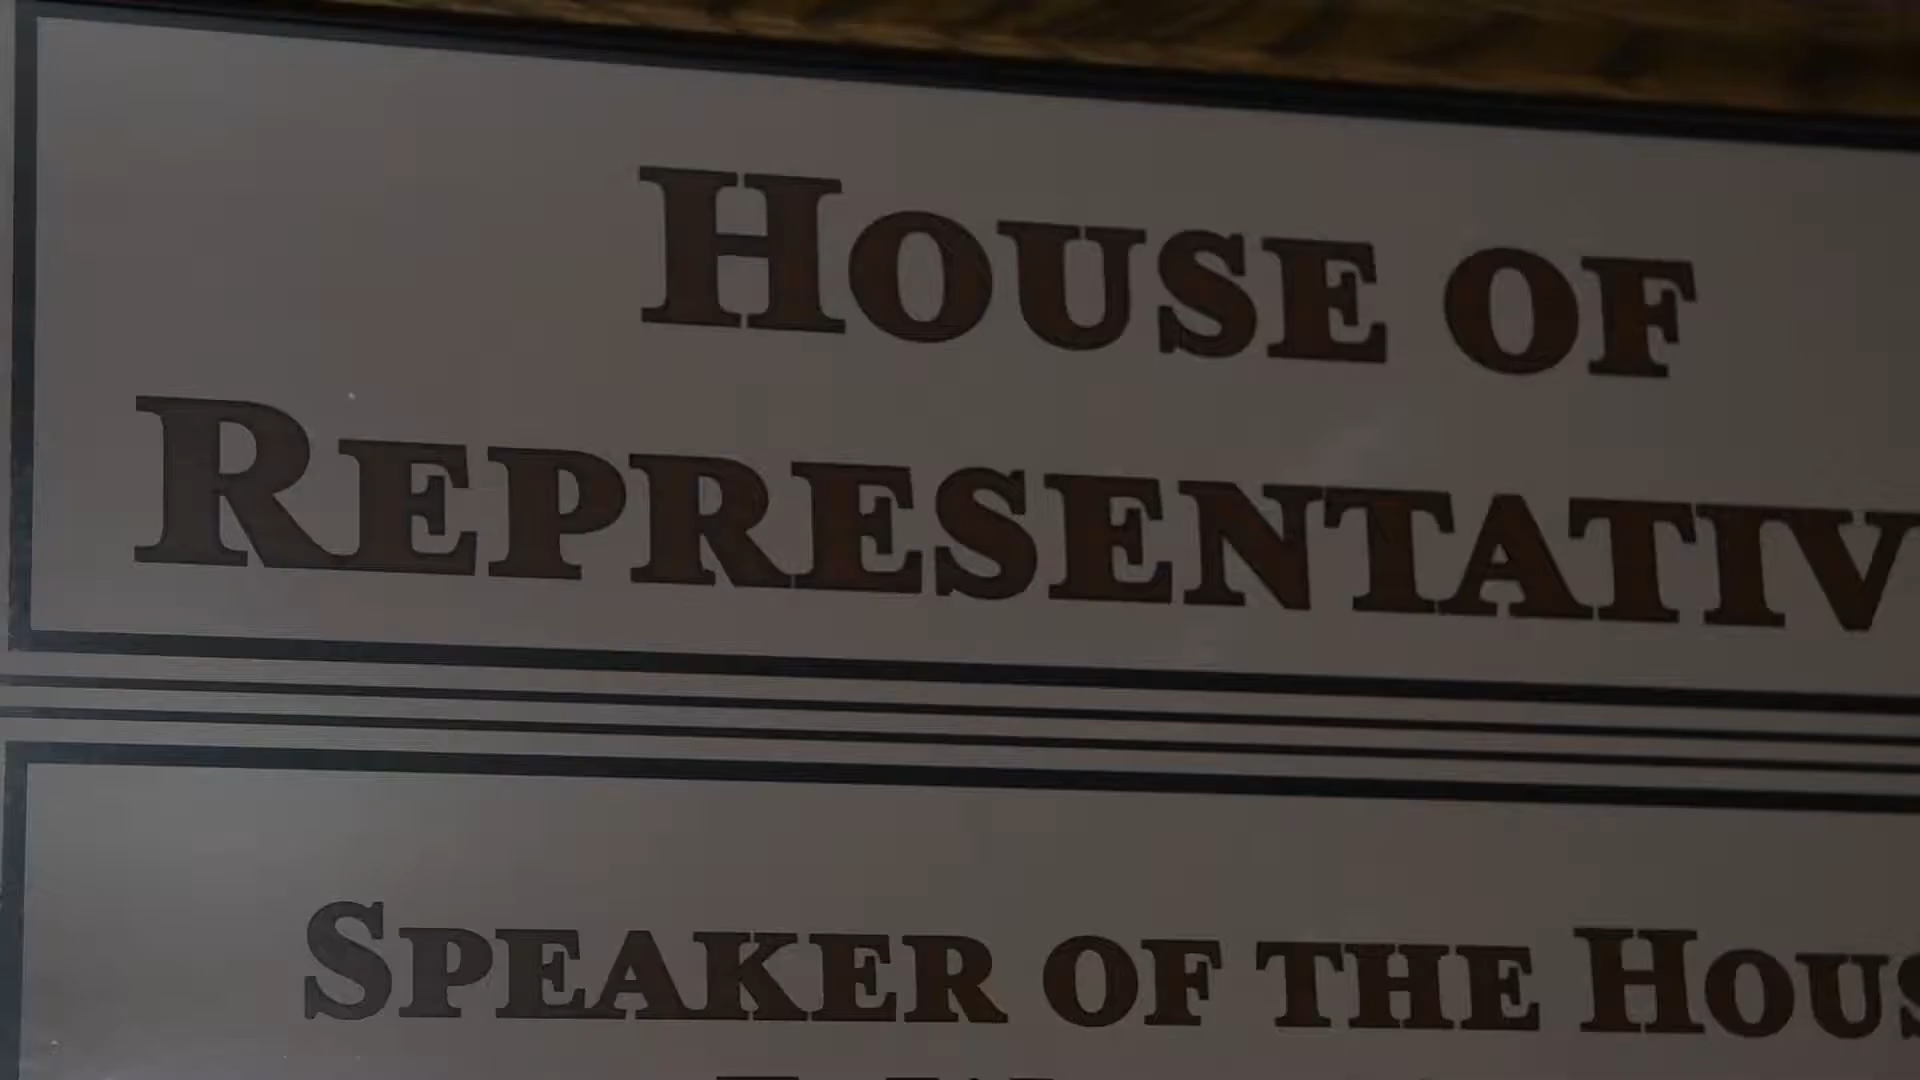 HOUSE OF
REPRESENTATIV
SPEAKER OF THE HOUS